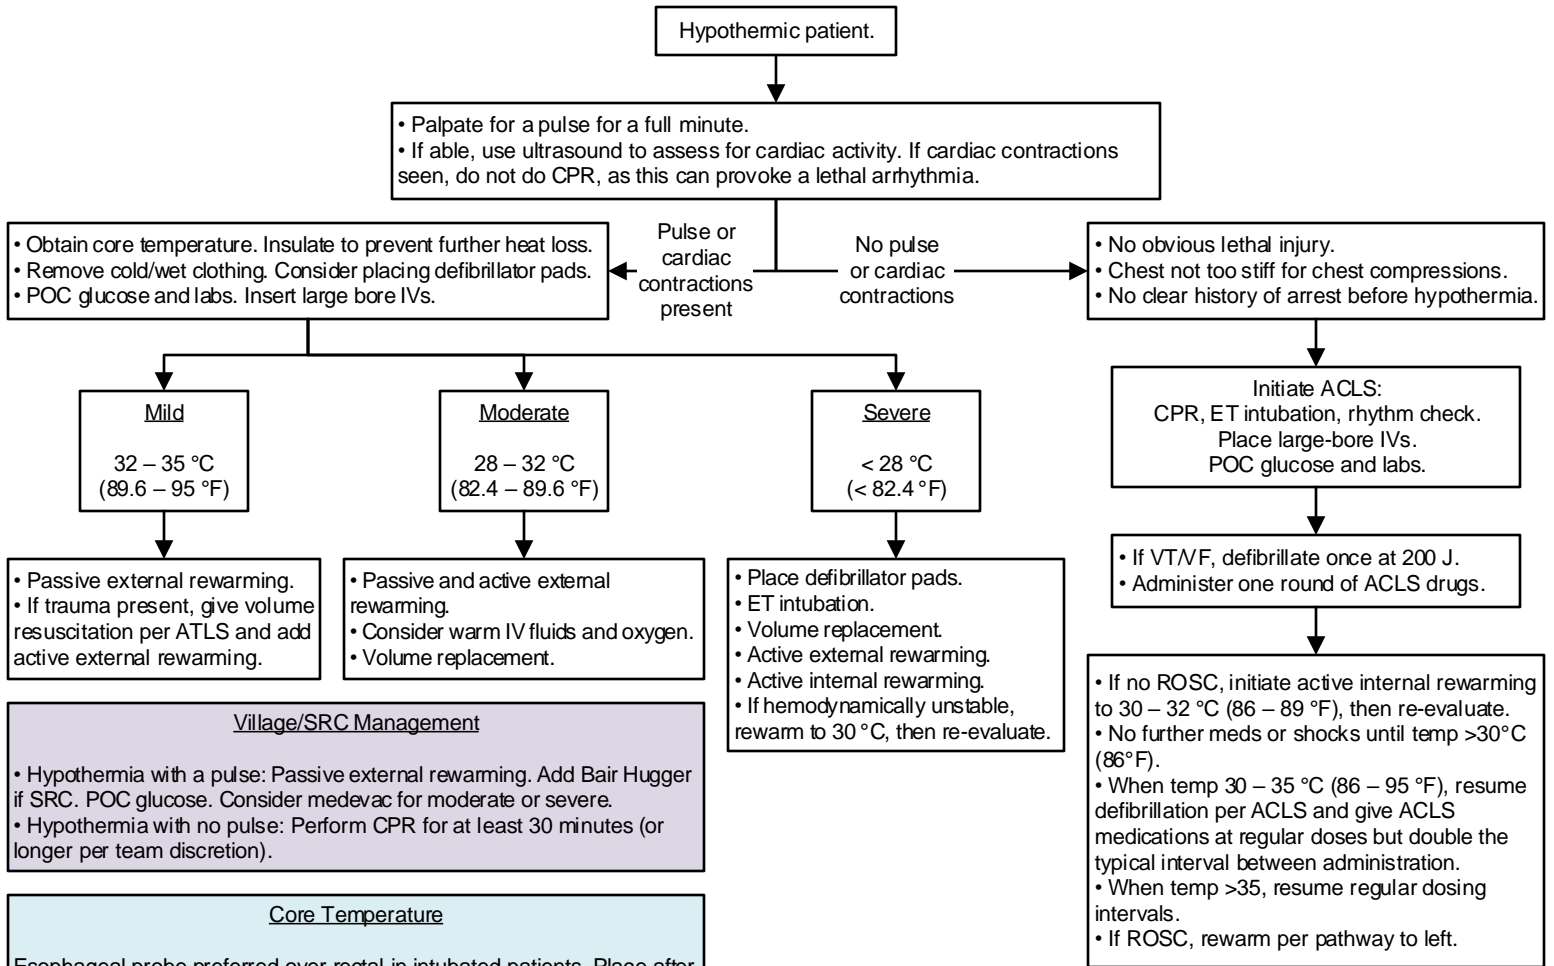 Hypothermic patient.
• Palpate for a pulse for a full minute.
• If able, use ultrasound to assess for cardiac activity. If cardiac contractions
seen, do not do CPR, as this can provoke a lethal arrhythmia.
Pulse or
cardiac
contractions
present
No pulse
or cardiac
contractions
• Obtain core temperature. Insulate to prevent further heat loss.
• Remove cold/wet clothing. Consider placing defibrillator pads.
• POC glucose and labs. Insert large bore IVs.
• No obvious lethal injury.
• Chest not too stiff for chest compressions.
• No clear history of arrest before hypothermia.
Mild
32 – 35 °C
(89.6 – 95 °F)
Moderate
28 – 32 °C
(82.4 – 89.6 °F)
Severe
< 28 °C
(< 82.4 °F)
Initiate ACLS:
CPR, ET intubation, rhythm check.
Place large-bore IVs.
POC glucose and labs.
• Passive external rewarming.
• If trauma present, give volume
resuscitation per ATLS and add
active external rewarming.
• Passive and active external
rewarming.
• Consider warm IV fluids and oxygen.
• Volume replacement.
• Place defibrillator pads.
• ET intubation.
• Volume replacement.
• Active external rewarming.
• Active internal rewarming.
• If hemodynamically unstable,
rewarm to 30 °C, then re-evaluate.
• If VT/VF, defibrillate once at 200 J.
• Administer one round of ACLS drugs.
• If no ROSC, initiate active internal rewarming
to 30 – 32 °C (86 – 89 °F), then re-evaluate.
• No further meds or shocks until temp >30°C
(86°F).
• When temp 30 – 35 °C (86 – 95 °F), resume
defibrillation per ACLS and give ACLS
medications at regular doses but double the
typical interval between administration.
• When temp >35, resume regular dosing
intervals.
• If ROSC, rewarm per pathway to left.
Village/SRC Management
• Hypothermia with a pulse: Passive external rewarming. Add Bair Hugger
if SRC. POC glucose. Consider medevac for moderate or severe.
• Hypothermia with no pulse: Perform CPR for at least 30 minutes (or
longer per team discretion).
Core Temperature
Esophageal probe preferred over rectal in intubated patients. Place after